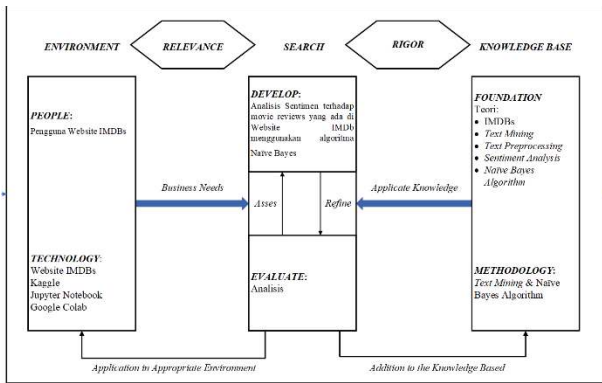 ENVIRONMENT
RELEVANCE
SEARCH
RIGOR
KNOWLEDGE BASE
PEOPLE:
Pengguna Website IMDBs
TECHNOLOGY:
Website IMDBs
Kaggle
Jupyter Notebook
Google Colab
Business Needs
DEVELOP:
Analisis Sentimen terhadap
movie reviews yang ada di
Website IMDb
menggunakan algoritma
Naïve Bayes
Asses
Refine
EVALUATE:
Analisis
Applicate Knowledge
FOUNDATION
Teori:
• IMDBs
• Text Mining
• Text Preprocessing
• Sentiment Analysis
• Naïve Bayes
Algorithm
METHODOLOGY:
Text Mining & Naïve
Bayes Algorithm
Application in Appropriate Environment
Addition to the Knowledge Based